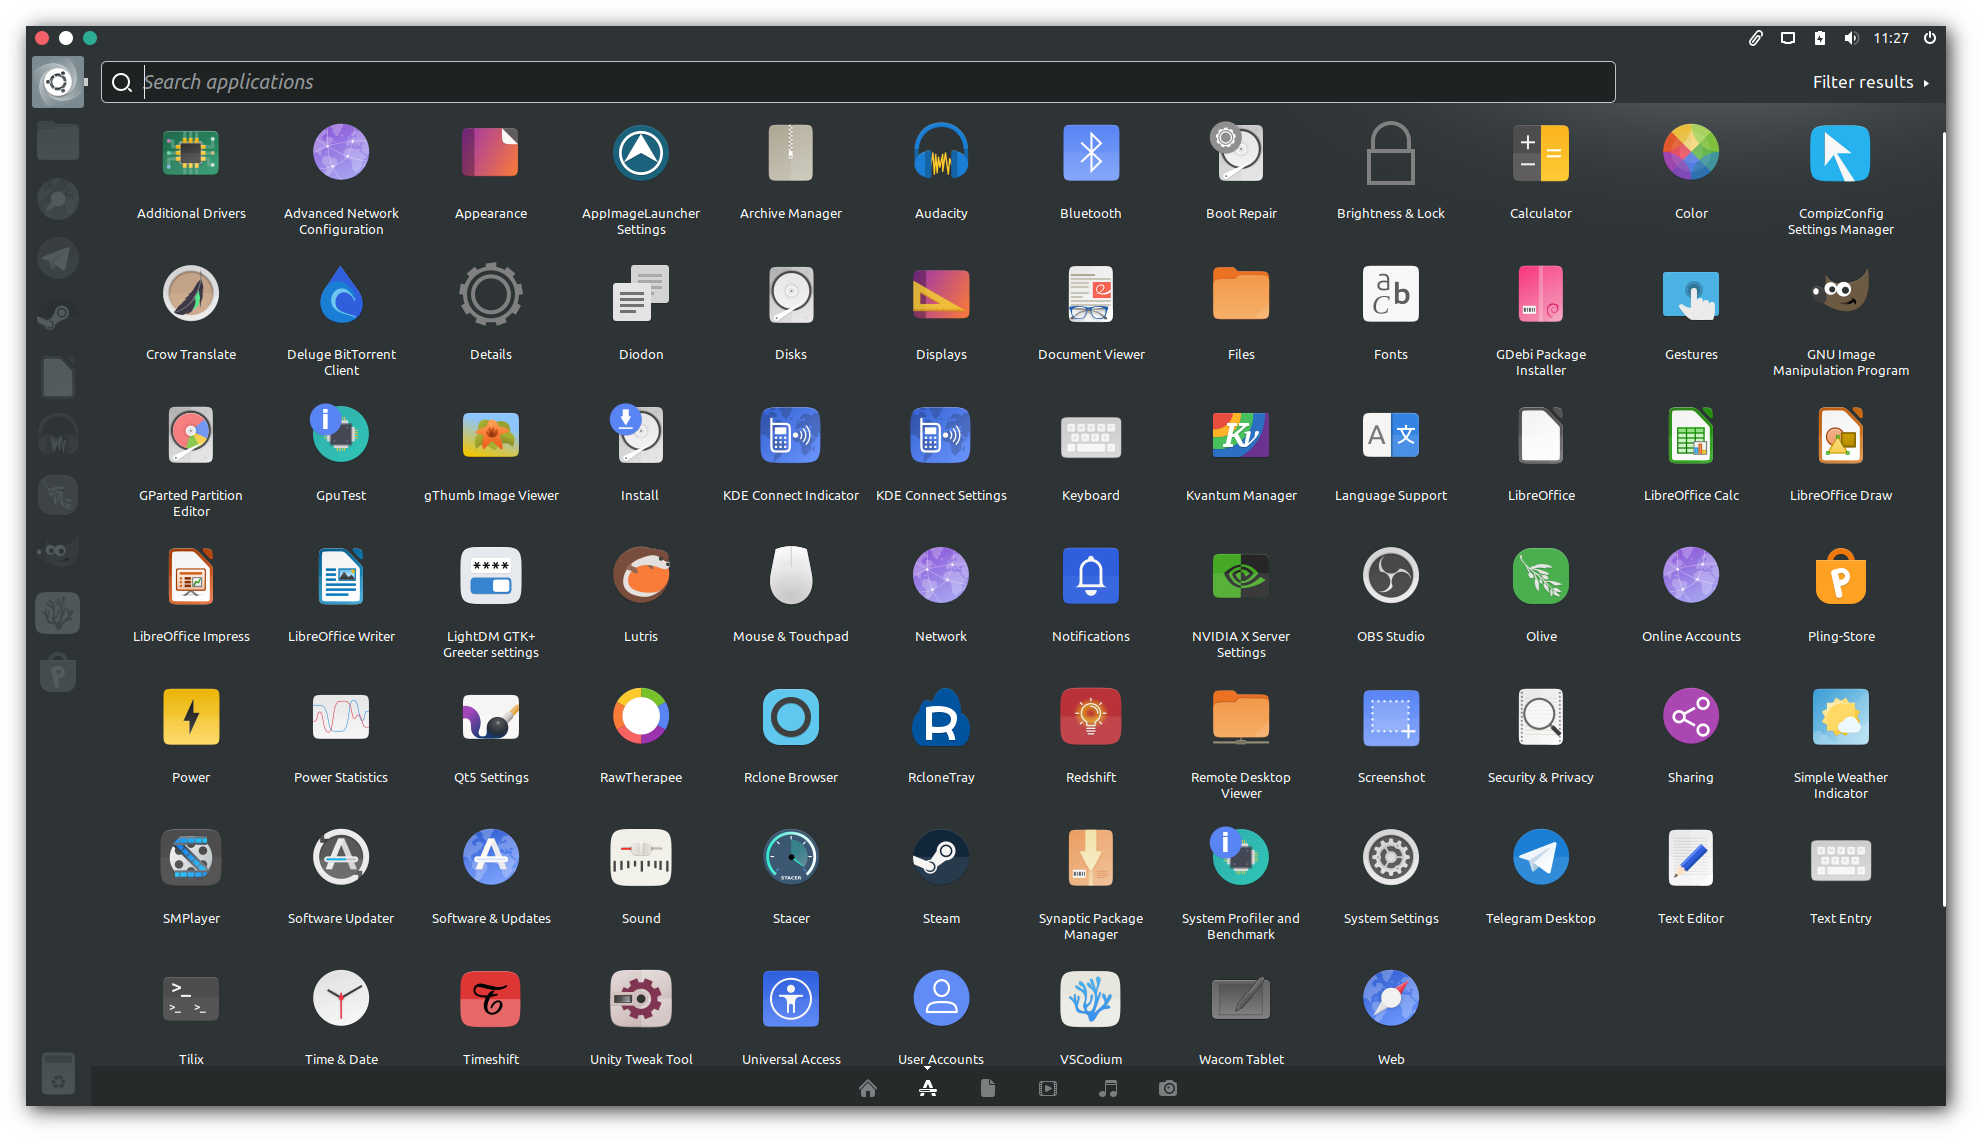 11:27
Search applications
Filter results
Additional Drivers
Advanced Network
Configuration
Appearance
AppImageLauncher
Settings
Archive Manager
Audacity
Bluetooth
Boot Repair
Brightness & Lock
Calculator
Color
CompizConfig
Settings Manager
Crow Translate
Deluge BitTorrent
Client
Details
Diodon
Disks
Displays
Document Viewer
Files
a
C
b
Fonts
GDebi Package
Installer
Gestures
GNU Image
Manipulation Program
GParted Partition
Editor
i
GpuTest
gThumb Image Viewer
Install
KDE Connect Indicator
KDE Connect Settings
Keyboard
Kv
Kvantum Manager
A 文
Language Support
LibreOffice
LibreOffice Calc
LibreOffice Draw
LibreOffice Impress
LibreOffice Writer
****
LightDM GTK+
Greeter settings
Lutris
Mouse & Touchpad
Network
Notifications
NVIDIA X Server
Settings
OBS Studio
Olive
Online Accounts
P
Pling-Store
Power
Power Statistics
Qt5 Settings
RawTherapee
Rclone Browser
R
RcloneTray
Redshift
Remote Desktop
Viewer
Screenshot
Security & Privacy
Sharing
Simple Weather
Indicator
SMPlayer
Software Updater
Software & Updates
Sound
STACER
Stacer
Steam
Synaptic Package
Manager
i
System Profiler and
Benchmark
System Settings
Telegram Desktop
Text Editor
Text Entry
>_
>_ >_
Tilix
Time & Date
Timeshift
Unity Tweak Tool
Universal Access
User Accounts
VSCodium
Wacom Tablet
Web